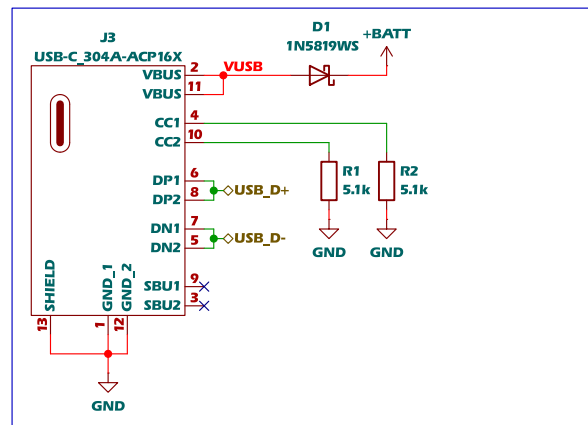 J3
USB-C_304A-ACP16X
D1
1N5819WS
+BATT
VUSB
VBUS 2
VBUS 11
CC1 4
CC2 10
DP1 6
DP2 8
USB_D+
DN1 7
DN2 5
USB_D-
SBU1 9
SBU2 3
R1
5.1k
R2
5.1k
GND
GND
SHIELD
GND_1
GND_2
13
1
12
GND